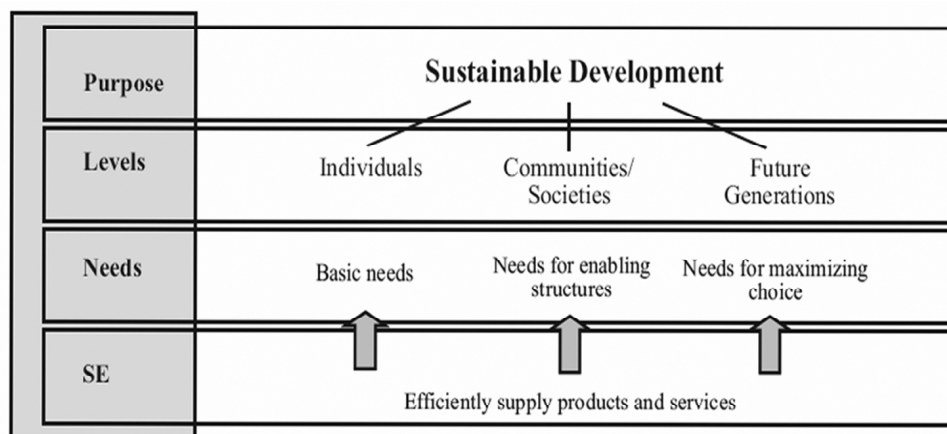 Purpose
Sustainable Development
Levels
Individuals
Communities/
Societies
Future
Generations
Needs
Basic needs
Needs for enabling
structures
Needs for maximizing
choice
SE
Efficiently supply products and services